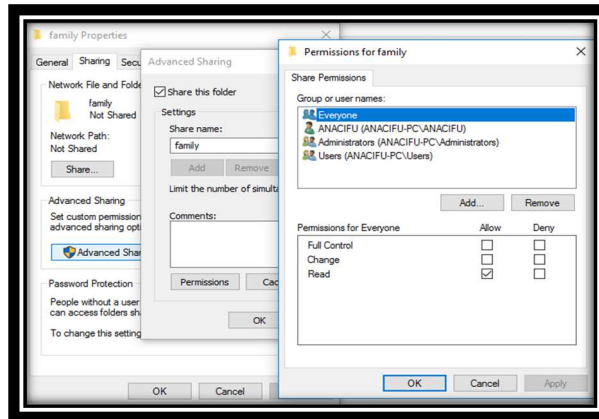 family Properties
General Sharing
Network File and Folde
family
Not Shared
Network Path:
Not Shared
Share...
Advanced Sharing
Set custom permission
advanced sharing opti
Advanced Shar
Password Protection
People without a user
can access folders sh
To change this setting
OK Cancel
Advanced Sharing
Share this folder
Settings
Share name:
family
Add Remove
Limit the number of simulta
Comments:
Permissions
OK
Permissions for family
Share Permissions
Group or user names:
Everyone
ANACIFU (ANACIFU-PC\ANACIFU)
Administrators (ANACIFU-PC\Administrators)
Users (ANACIFU-PC\Users)
Add... Remove
Permissions for Everyone Allow Deny
Full Control
Change
Read
OK Cancel Apply